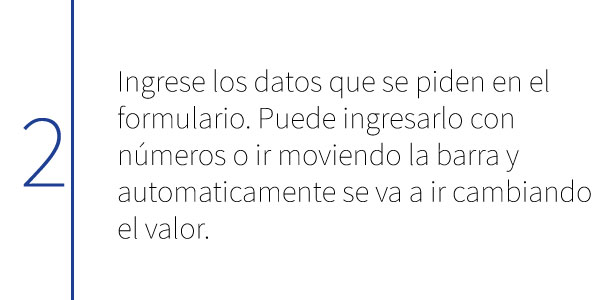 2
Ingrese los datos que se piden en el
formulario. Puede ingresarlo con
números o ir moviendo la barra y
automaticamente se va a ir cambiando
el valor.